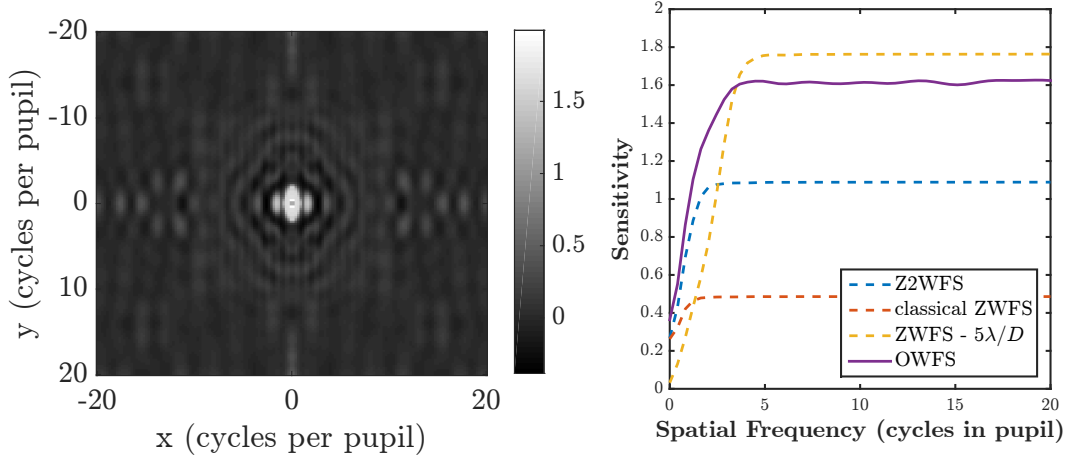 -20
-10
0
10
20
y (cycles per pupil)
-20 0 20
x (cycles per pupil)
1.5
1
0.5
0
2
1.8
1.6
1.4
1.2
1
0.8
0.6
0.4
0.2
0
Sensitivity
Z2WFS
classical ZWFS
ZWFS - 5λ/D
OWFS
0 5 10 15 20
Spatial Frequency (cycles in pupil)